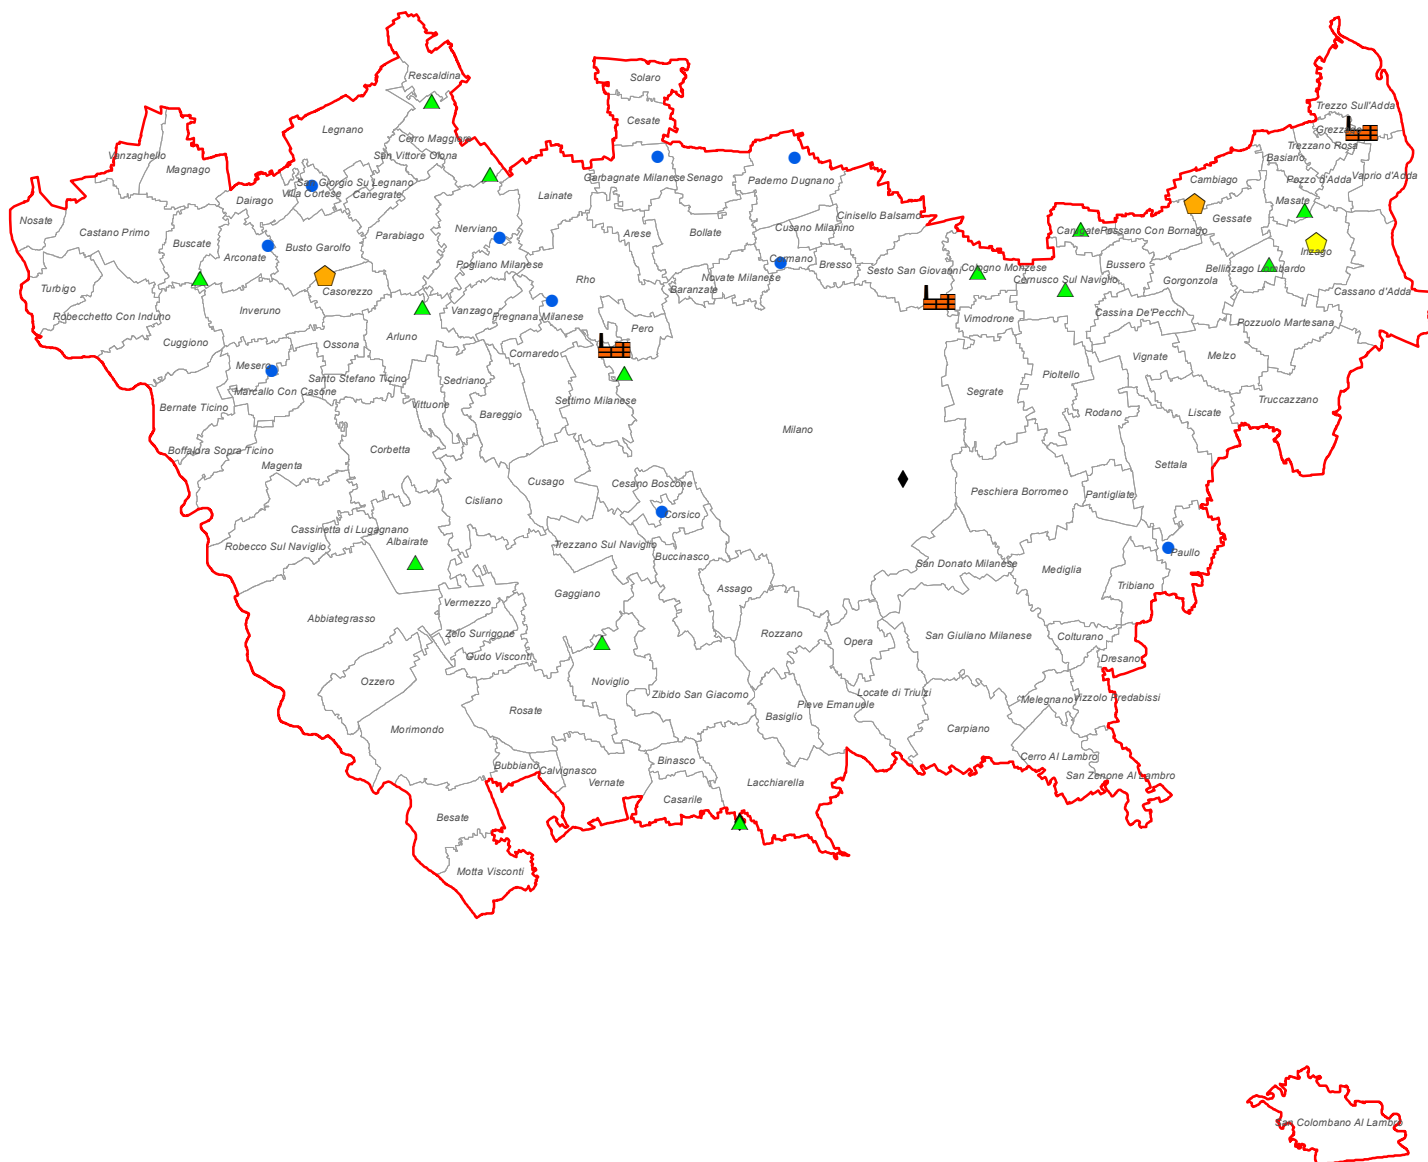 Rescaldina
Solaro
Trezzo Sull'Adda
Cesate
Legnano
Grezzago
Cerro Maggiore
Trezzano Rosa
Vanzaghello
San Vittore Olona
Basiano
Magnago
Garbagnate Milanese
Senago
Paderno Dugnano
Cambiago
Pozzo d'Adda
Vaprio d'Adda
San Giorgio Su Legnano
Villa Cortese
Canegrate
Lainate
Dairago
Masate
Nosate
Castano Primo
Buscate
Busto Garolfo
Parabiago
Nerviano
Arese
Bollate
Cusano Milanino
Cinisello Balsamo
Carugate
Pessano Con Bornago
Gessate
Arconate
Inzago
Pogliano Milanese
Rho
Cormano
Bresso
Sesto San Giovanni
Cologno Monzese
Bussero
Bellinzago Lombardo
Turbigo
Casorezzo
Baranzate
Novate Milanese
Cernusco Sul Naviglio
Gorgonzola
Cassano d'Adda
Robecchetto Con Induno
Inveruno
Vanzago
Pregnana Milanese
Vimodrone
Cassina De'Pecchi
Pozzuolo Martesana
Cuggiono
Ossona
Arluno
Pero
Cornaredo
Vignate
Melzo
Mesero
Santo Stefano Ticino
Sedriano
Pioltello
Marcallo Con Casone
Segrate
Bernate Ticino
Vittuone
Bareggio
Settimo Milanese
Rodano
Liscate
Truccazzano
Milano
Boffalora Sopra Ticino
Corbetta
Magenta
Settala
Cusago
Cesano Boscone
Peschiera Borromeo
Pantigliate
Cisliano
Corsico
Cassinetta di Lugagnano
Robecco Sul Naviglio
Albairate
Trezzano Sul Naviglio
Buccinasco
Paullo
San Donato Milanese
Mediglia
Assago
Tribiano
Gaggiano
Vermezzo
Abbiategrasso
Zelo Surrigone
Rozzano
Opera
San Giuliano Milanese
Colturano
Gudo Visconti
Dresano
Ozzero
Noviglio
Zibido San Giacomo
Locate di Triulzi
Melegnano
Vizzolo Predabissi
Pieve Emanuele
Rosate
Basiglio
Morimondo
Carpiano
Binasco
Cerro Al Lambro
Bubbiano
Calvignasco
San Zenone Al Lambro
Vernate
Lacchiarella
Casarile
Besate
Motta Visconti
San Colombano Al Lambro